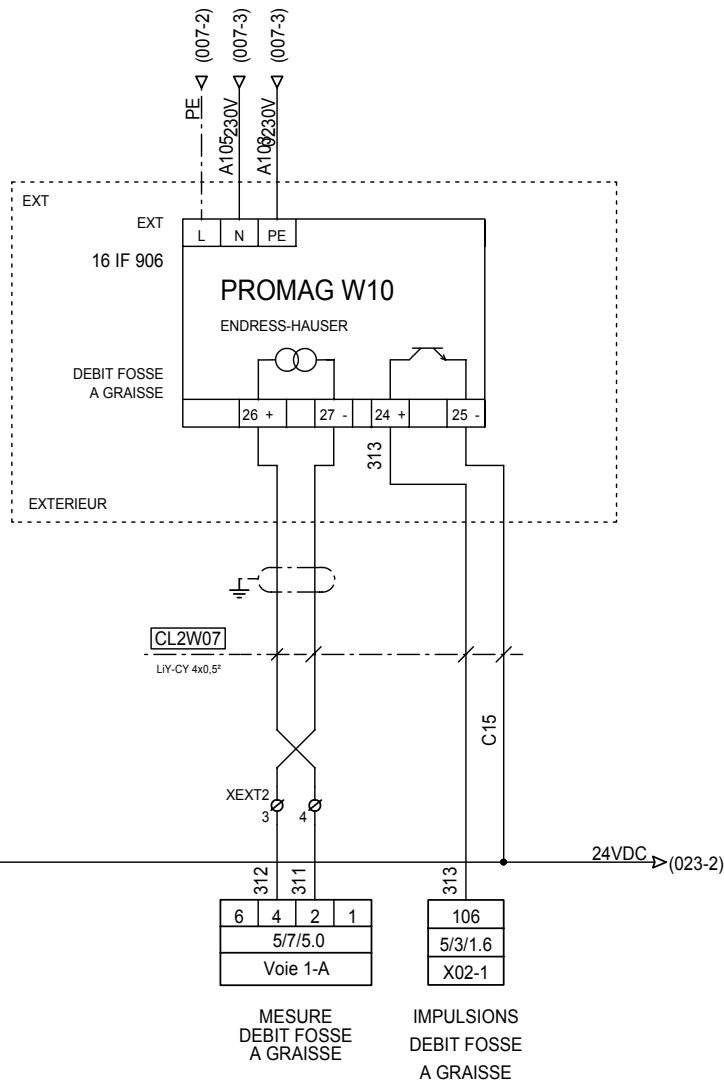 (007-2)
(007-3)
(007-3)
PE
A105
230V
A103
0230V
EXT
EXT
L N PE
16 IF 906
PROMAG W10
ENDRESS-HAUSER
DEBIT FOSSE
A GRAISSE
26 + 27 - 24 + 25 -
313
EXTERIEUR
CL2W07
LiY-CY 4x0,5²
C15
XEXT2
3 4
24VDC (023-2)
312 311 313
6 4 2 1 106
5/7/5.0 5/3/1.6
Voie 1-A X02-1
MESURE
DEBIT FOSSE
A GRAISSE
IMPULSIONS
DEBIT FOSSE
A GRAISSE